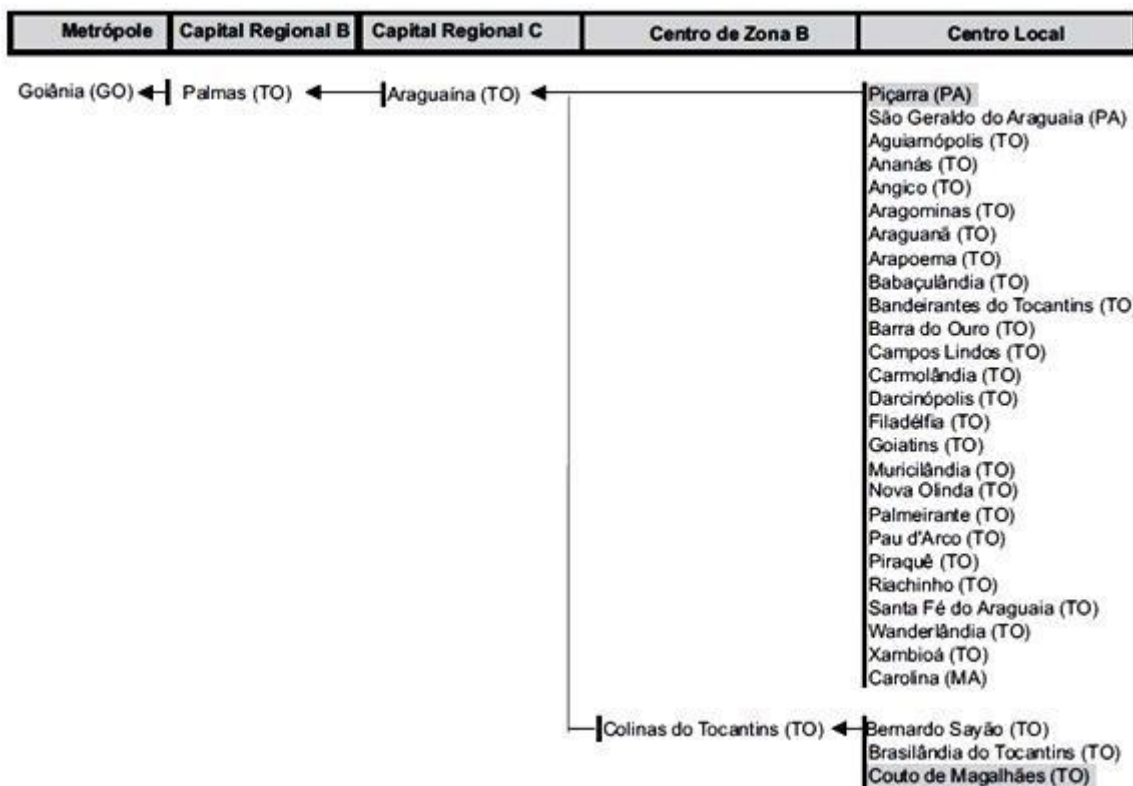 Metrópole Capital Regional B Capital Regional C Centro de Zona B Centro Local
Goiânia (GO) Palmas (TO) Araguaína (TO) Piçarra (PA)
São Geraldo do Araguaia (PA)
Aguiarnópolis (TO)
Ananás (TO)
Angico (TO)
Aragominas (TO)
Araguanã (TO)
Arapoema (TO)
Babaçulândia (TO)
Bandeirantes do Tocantins (TO
Barra do Ouro (TO)
Campos Lindos (TO)
Carmolândia (TO)
Darcinópolis (TO)
Filadélfia (TO)
Goiatins (TO)
Muricilândia (TO)
Nova Olinda (TO)
Palmeirante (TO)
Pau d'Arco (TO)
Piraquê (TO)
Riachinho (TO)
Santa Fé do Araguaia (TO)
Wanderlândia (TO)
Xambioá (TO)
Carolina (MA)
Colinas do Tocantins (TO) Bernardo Sayão (TO)
Brasilândia do Tocantins (TO)
Couto de Magalhães (TO)